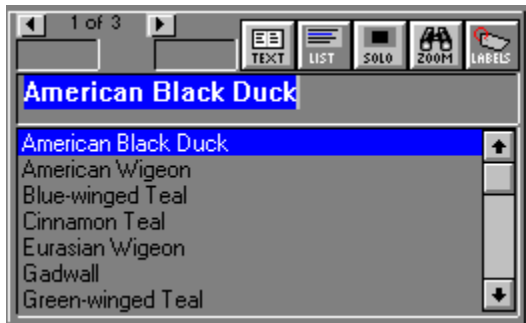 1 of 3
TEXT LIST SOLO ZOOM LABELS
American Black Duck
American Black Duck
American Wigeon
Blue-winged Teal
Cinnamon Teal
Eurasian Wigeon
Gadwall
Green-winged Teal